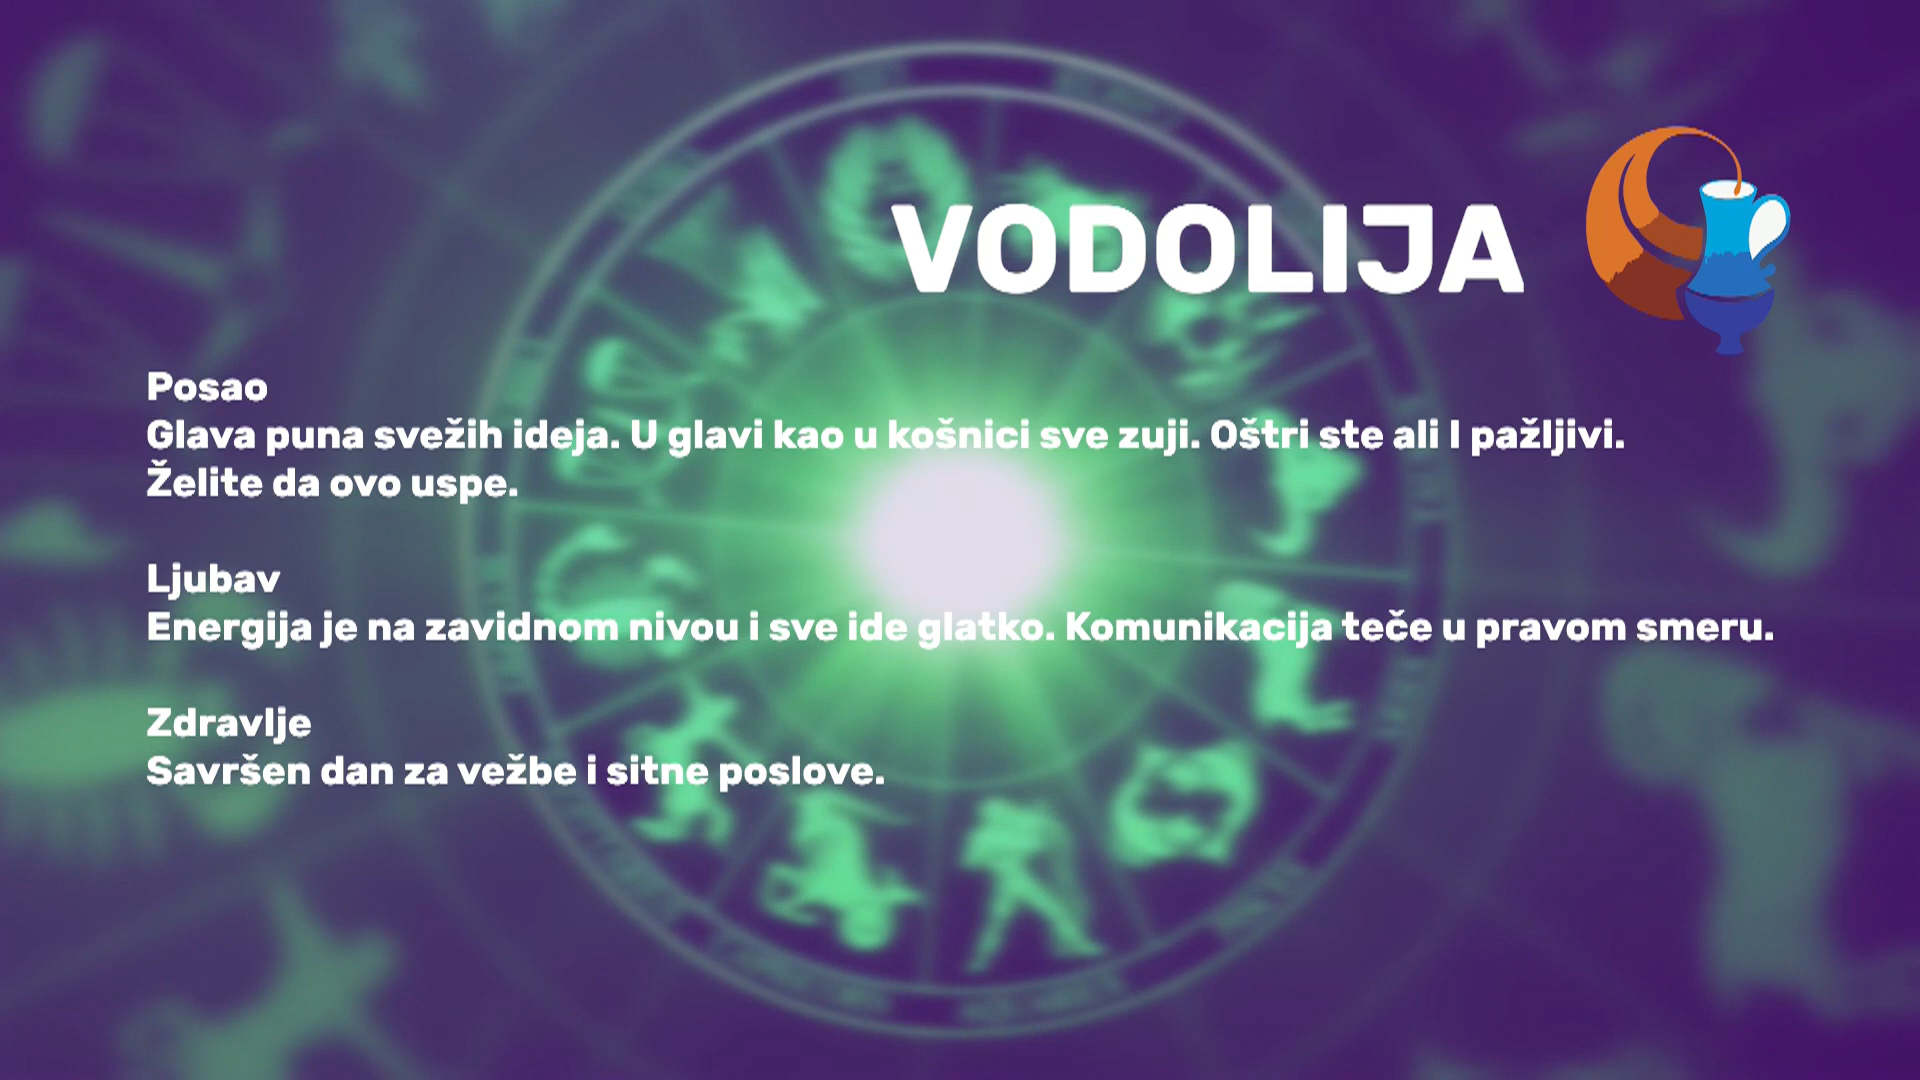 VODOLIJA
Posao
Glava puna svežih ideja. U glavi kao u košnici sve zuji. Oštri ste ali I pažljivi.
Želite da ovo uspe.
Ljubav
Energija je na zavidnom nivou i sve ide glatko. Komunikacija teče u pravom smeru.
Zdravlje
Savršen dan za vežbe i sitne poslove.